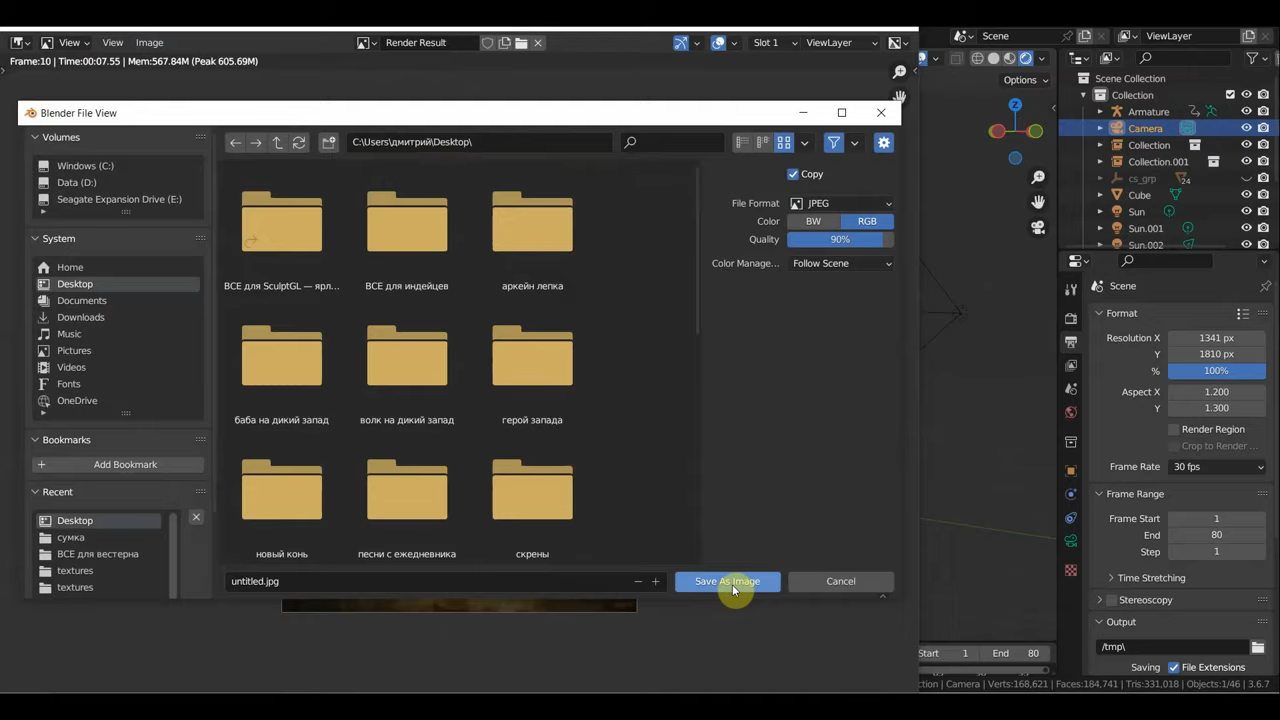 View View Image Render Result Slot 1 ViewLayer Scene ViewLayer
Frame:10 | Time:00:07.55 | Mem:567.84M (Peak 605.69M)
Options
Scene Collection
Collection
Armature
Camera
Collection
Collection.001
cs_grp 24
Cube
Sun
Sun.001
Sun.002
Z
Blender File View
Volumes
Windows (C:)
Data (D:)
Seagate Expansion Drive (E:)
System
Home
Desktop
Documents
Downloads
Music
Pictures
Videos
Fonts
OneDrive
Bookmarks
Add Bookmark
Recent
Desktop
сумка
ВСЕ для вестерна
textures
textures
C:\Users\дмитрий\Desktop\
ВСЕ для SculptGL — ярл... ВСЕ для индейцев аркейн лепка
баба на дикий запад волк на дикий запад герой запада
новый конь песни с ежедневника скрены
untitled.jpg
Save As Image Cancel
Copy
File Format JPEG
Color BW RGB
Quality 90%
Color Manage... Follow Scene
Scene
Format
Resolution X 1341 px
Y 1810 px
% 100%
Aspect X 1.200
Y 1.300
Render Region
Crop to Render ...
Frame Rate 30 fps
Frame Range
Frame Start 1
End 80
Step 1
Time Stretching
Stereoscopy
Output
/tmp\
Saving File Extensions
Start 1 End 80
ction | Camera | Verts:168,621 | Faces:184,741 | Tris:331,018 | Objects:1/46 | 3.6.7